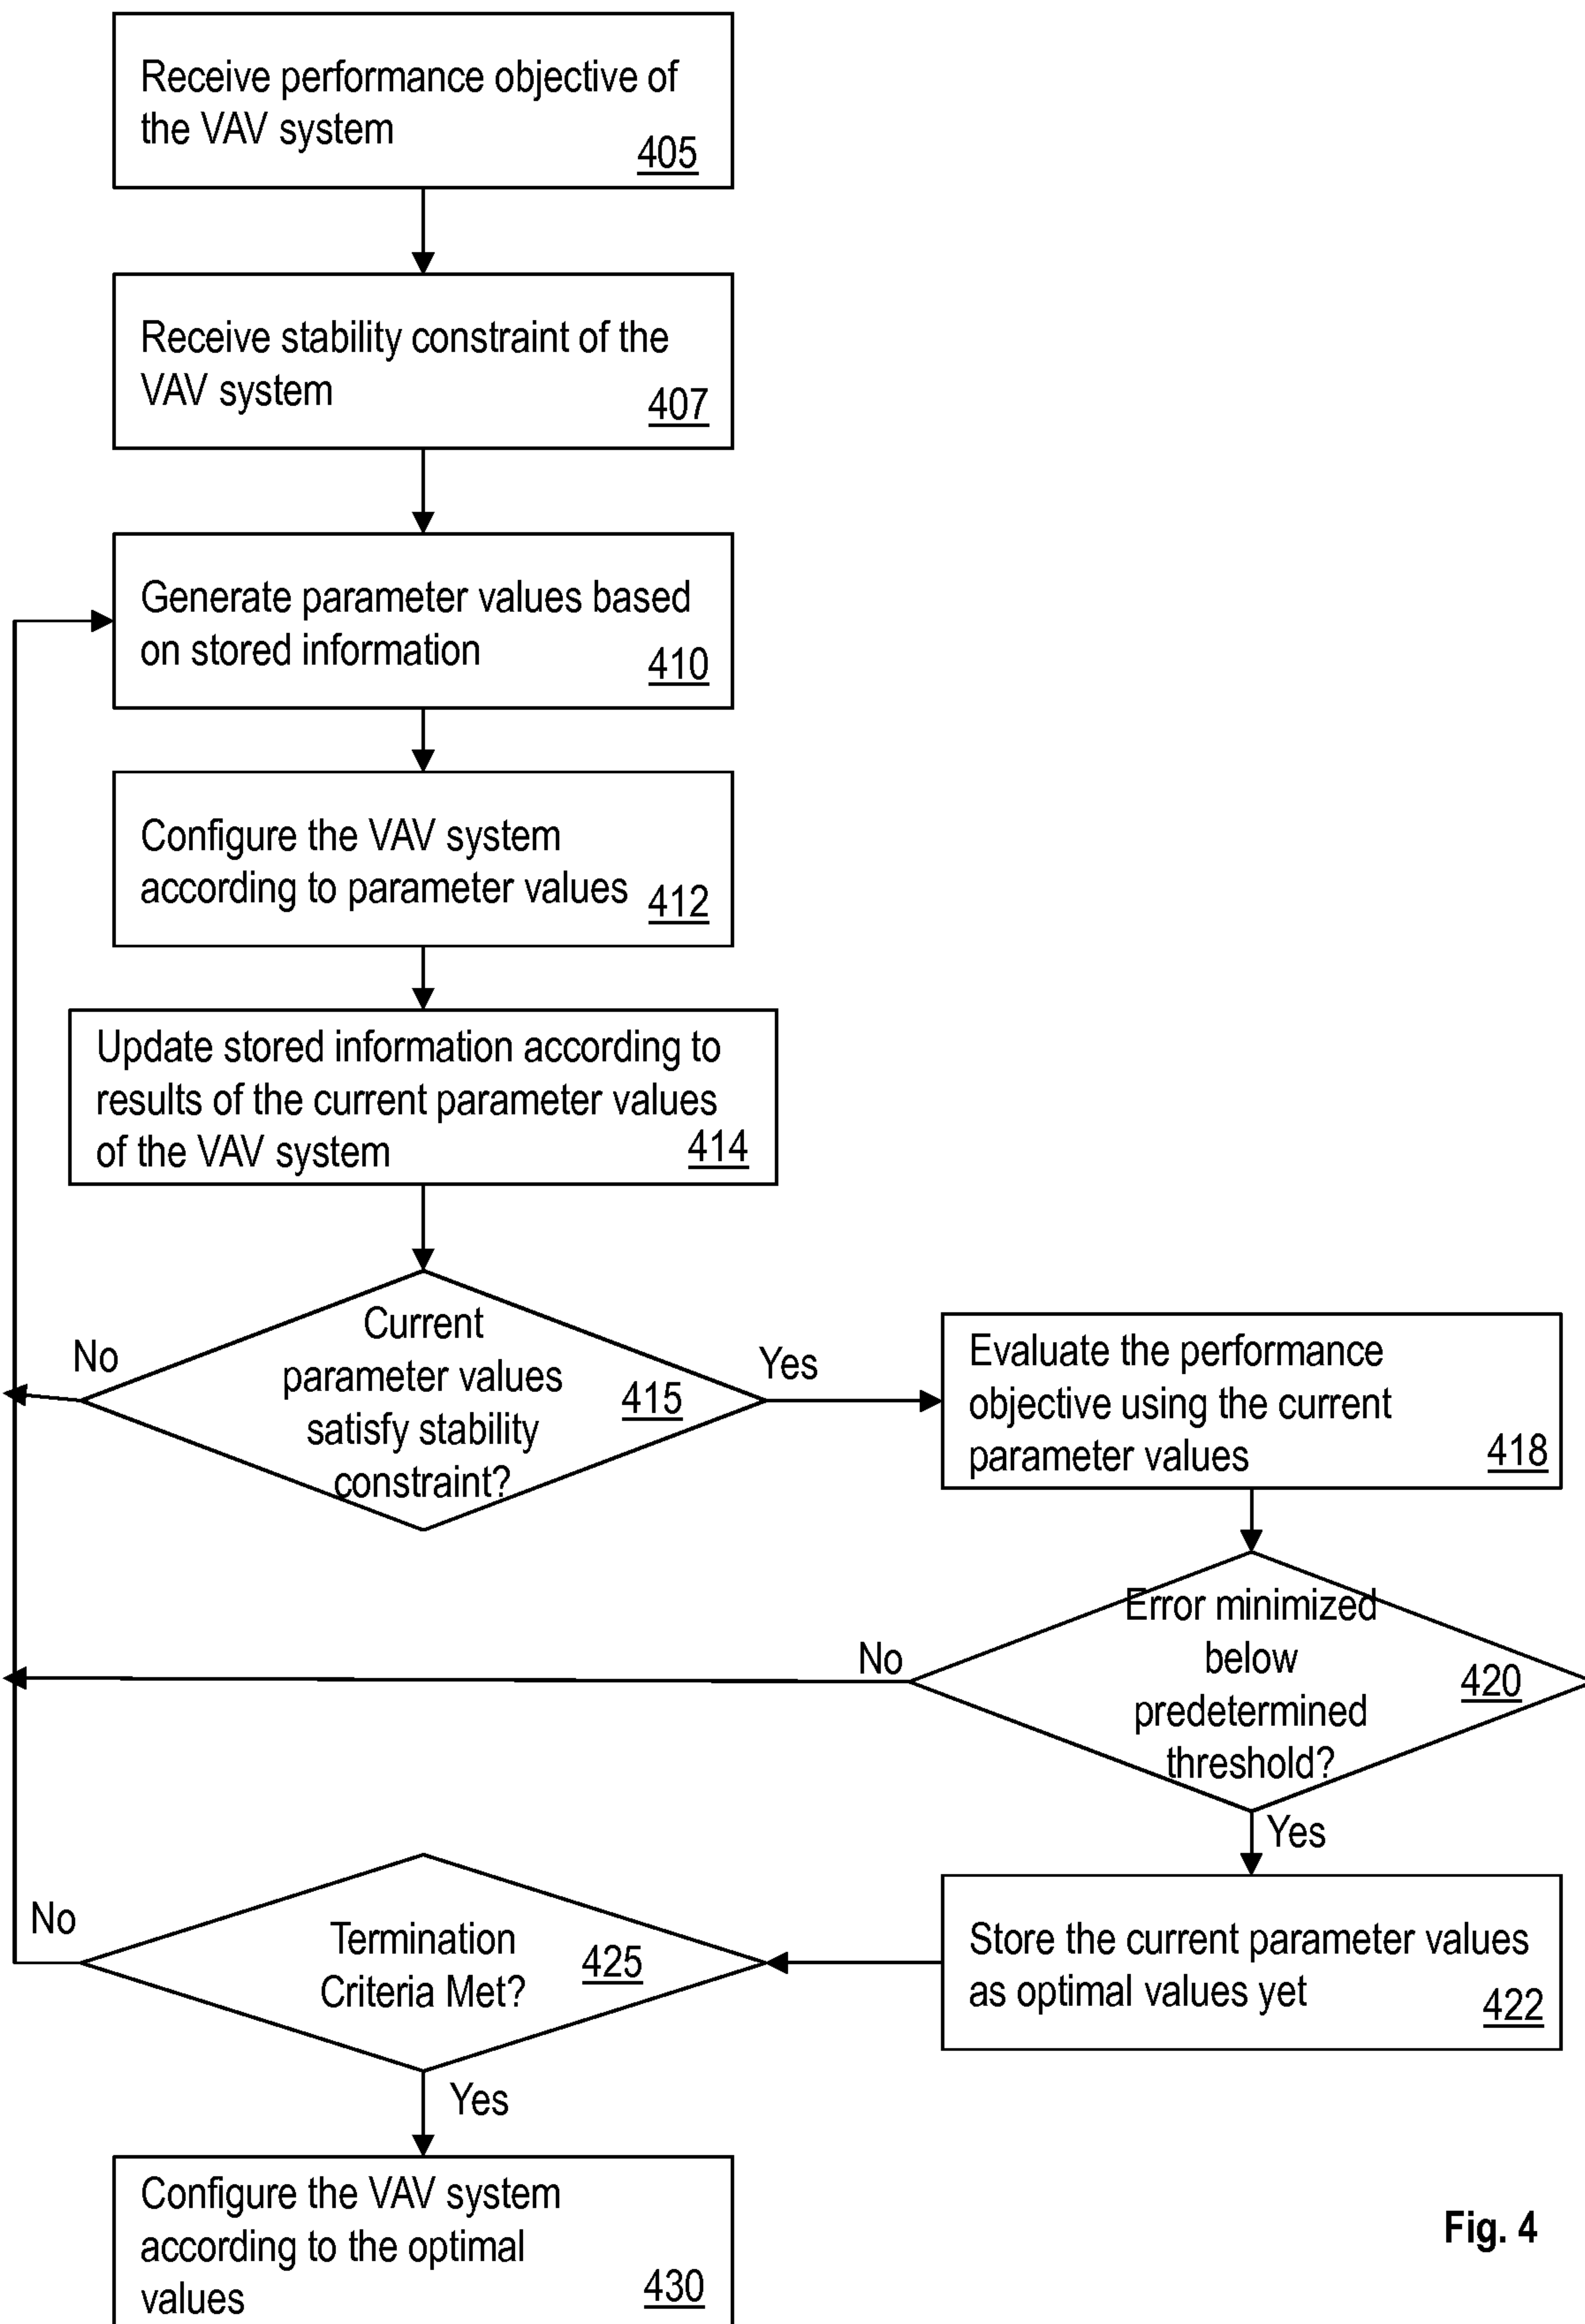 Receive performance objective of
the VAV system
405
Receive stability constraint of the
VAV system
407
Generate parameter values based
on stored information
410
Configure the VAV system
according to parameter values
412
Update stored information according to
results of the current parameter values
of the VAV system
414
Current
parameter values
satisfy stability
constraint?
415
No
Yes
Evaluate the performance
objective using the current
parameter values
418
Error minimized
below
predetermined
threshold?
420
No
Yes
Store the current parameter values
as optimal values yet
422
Termination
Criteria Met?
425
No
Yes
Configure the VAV system
according to the optimal
values
430
Fig. 4